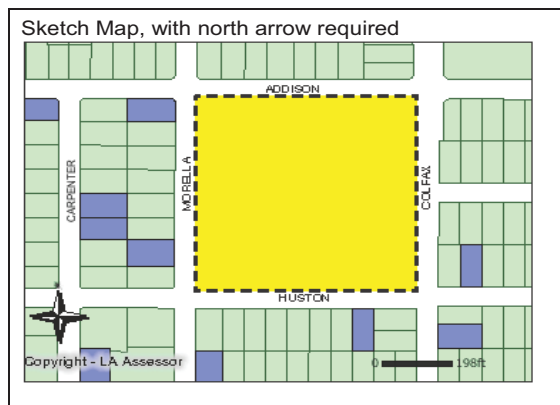 Sketch Map, with north arrow required
ADDISON
CARPENTER
MORELLA
COLFAX
HUSTON
Copyright - LA Assessor
0 198ft